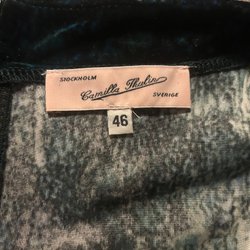 STOCKHOLM
Camilla Thulin
SVERIGE
46